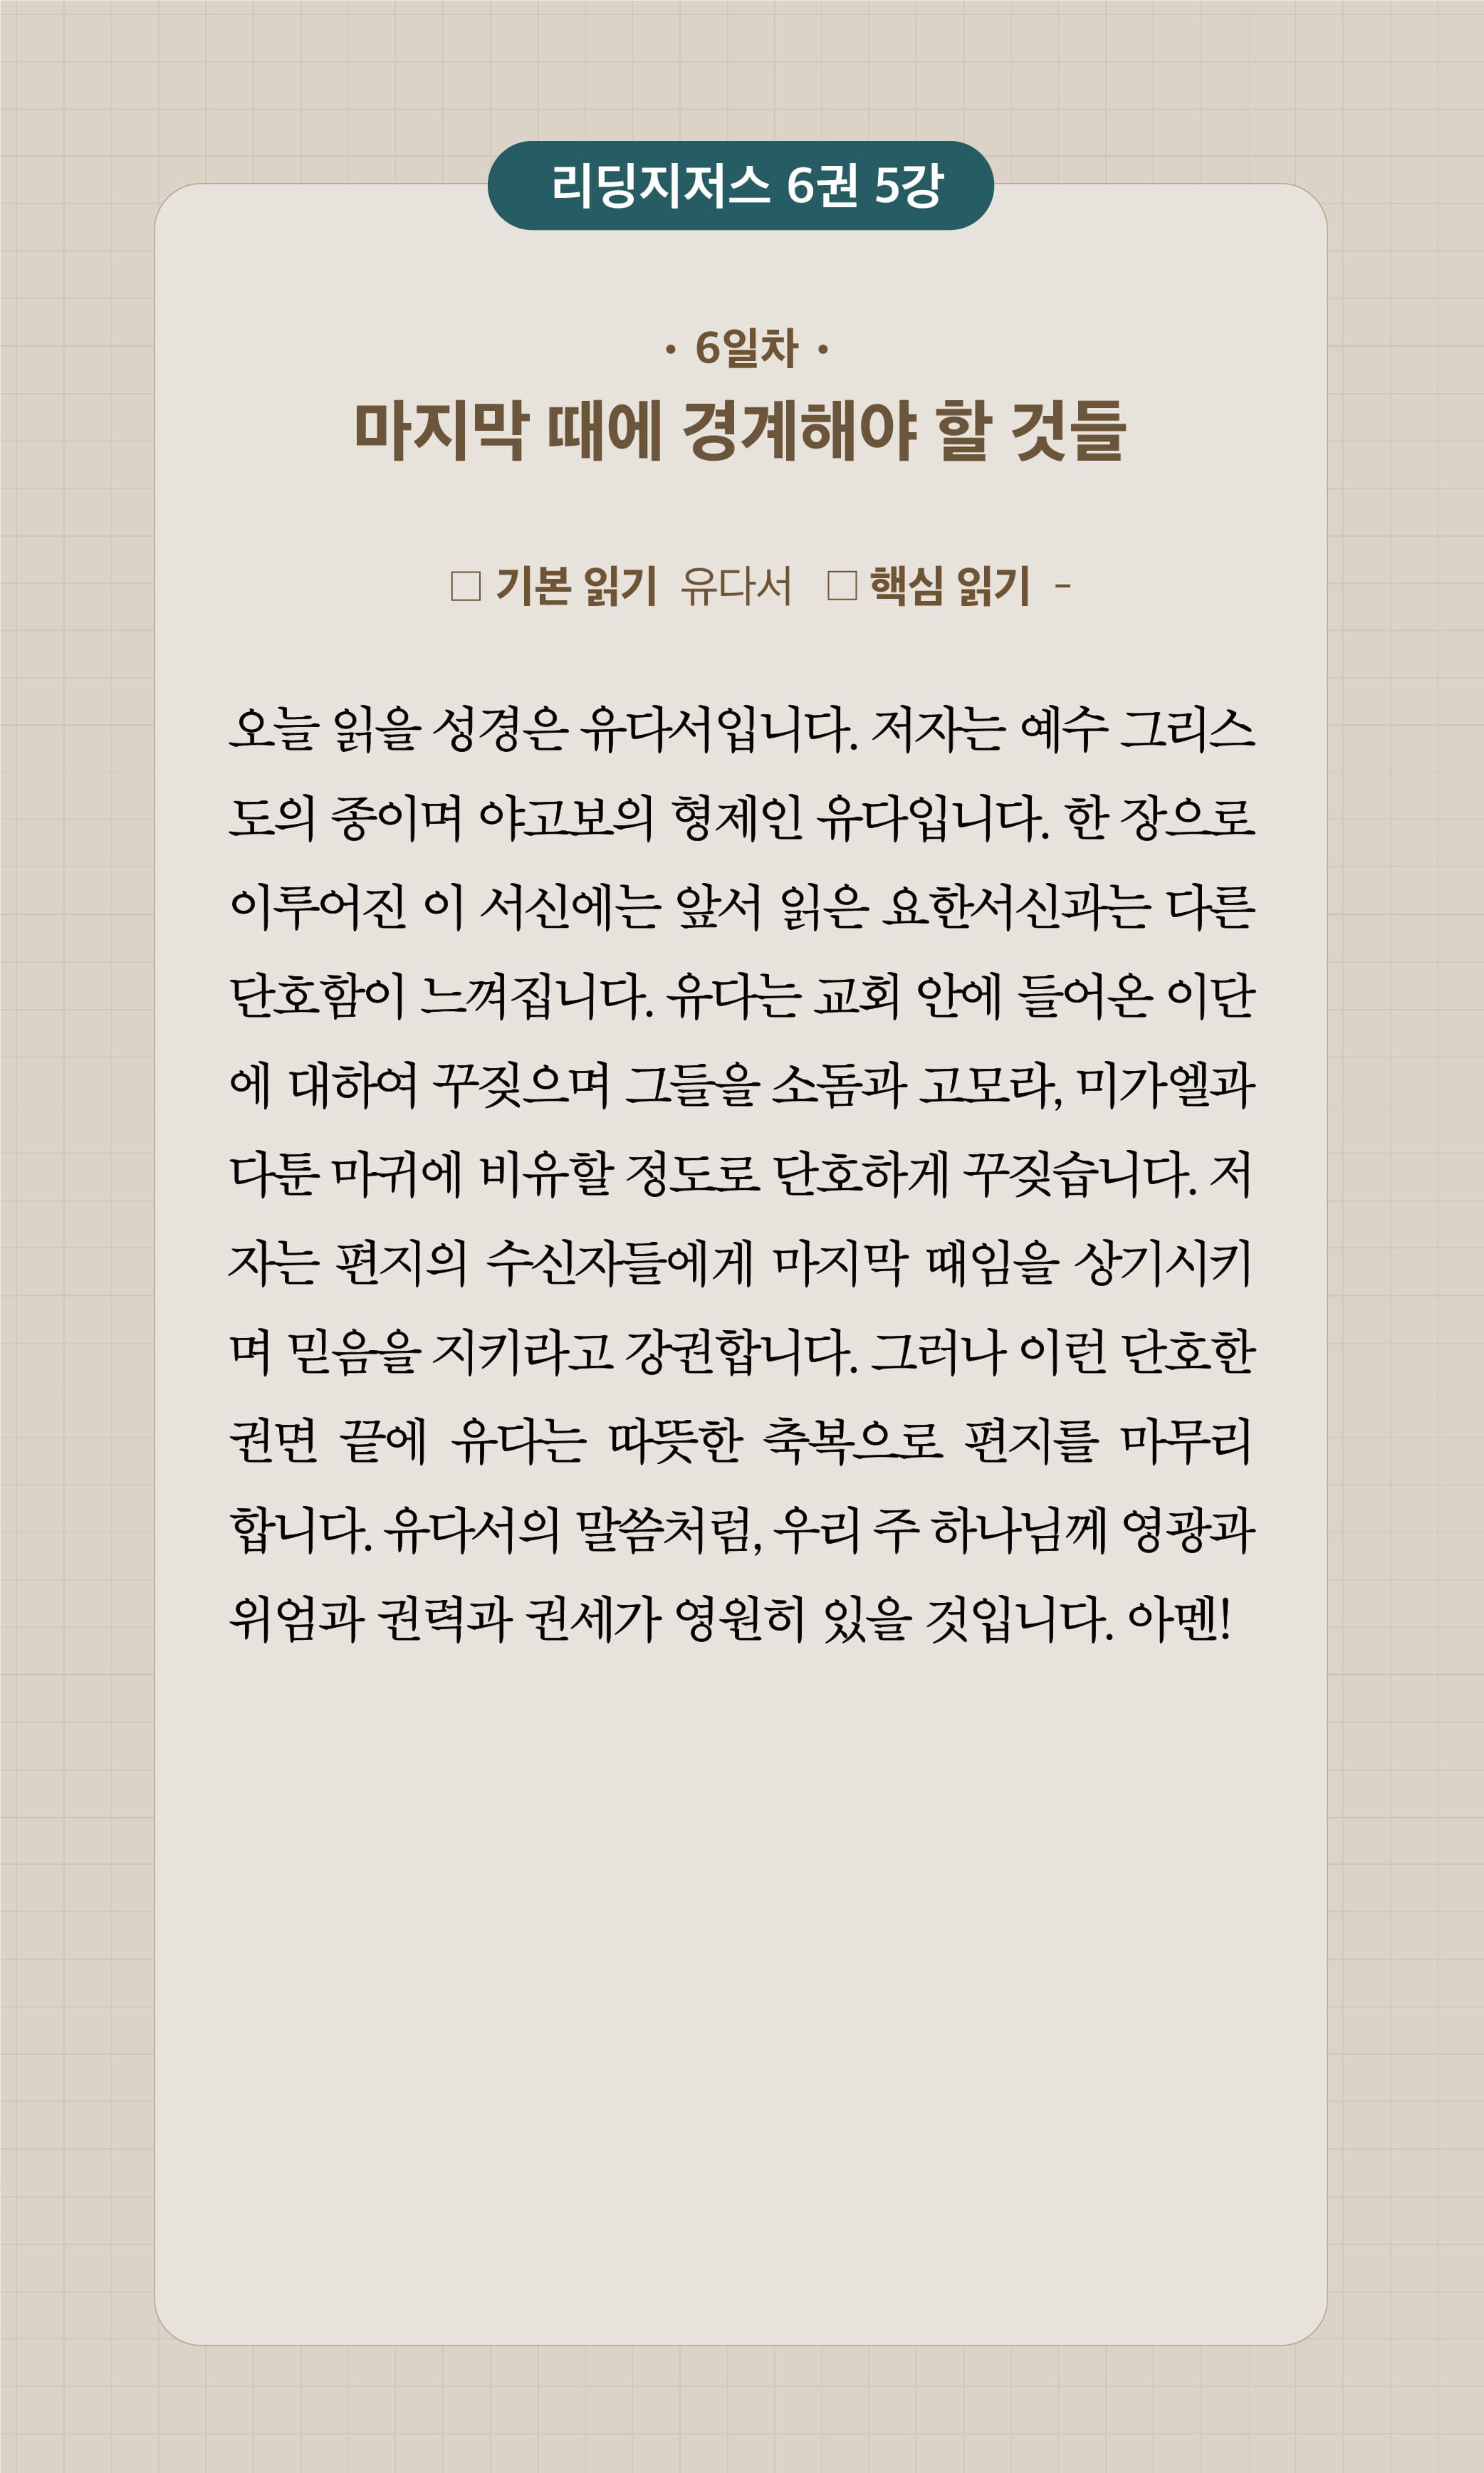 리딩지저스 6권 5강
· 6일차 ·
마지막 때에 경계해야 할 것들
□ 기본 읽기 유다서 □ 핵심 읽기 -
오늘 읽을 성경은 유다서입니다. 저자는 예수 그리스
도의 종이며 야고보의 형제인 유다입니다. 한 장으로
이루어진 이 서신에는 앞서 읽은 요한서신과는 다른
단호함이 느껴집니다. 유다는 교회 안에 들어온 이단
에 대하여 꾸짖으며 그들을 소돔과 고모라, 미가엘과
다툰 마귀에 비유할 정도로 단호하게 꾸짖습니다. 저
자는 편지의 수신자들에게 마지막 때임을 상기시키
며 믿음을 지키라고 강권합니다. 그러나 이런 단호한
권면 끝에 유다는 따뜻한 축복으로 편지를 마무리
합니다. 유다서의 말씀처럼, 우리 주 하나님께 영광과
위엄과 권력과 권세가 영원히 있을 것입니다. 아멘!